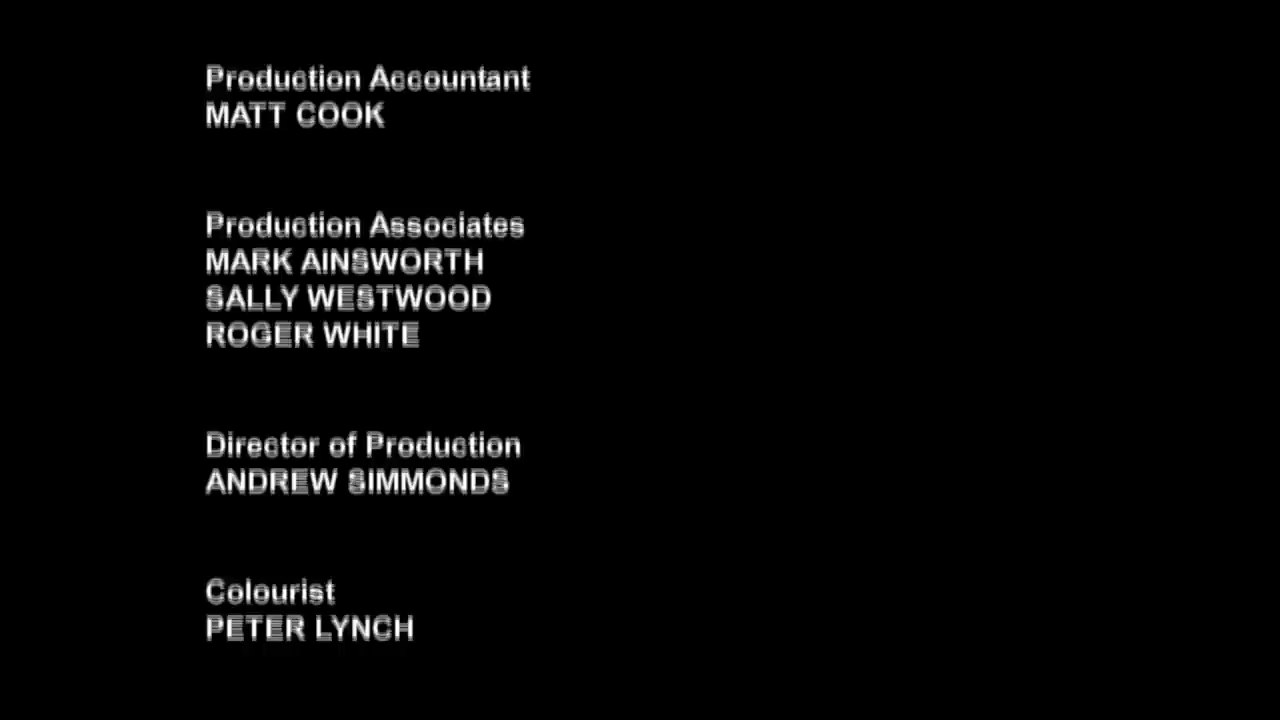 Production Accountant
MATT COOK
Production Associates
MARK AINSWORTH
SALLY WESTWOOD
ROGER WHITE
Director of Production
ANDREW SIMMONDS
Colourist
PETER LYNCH